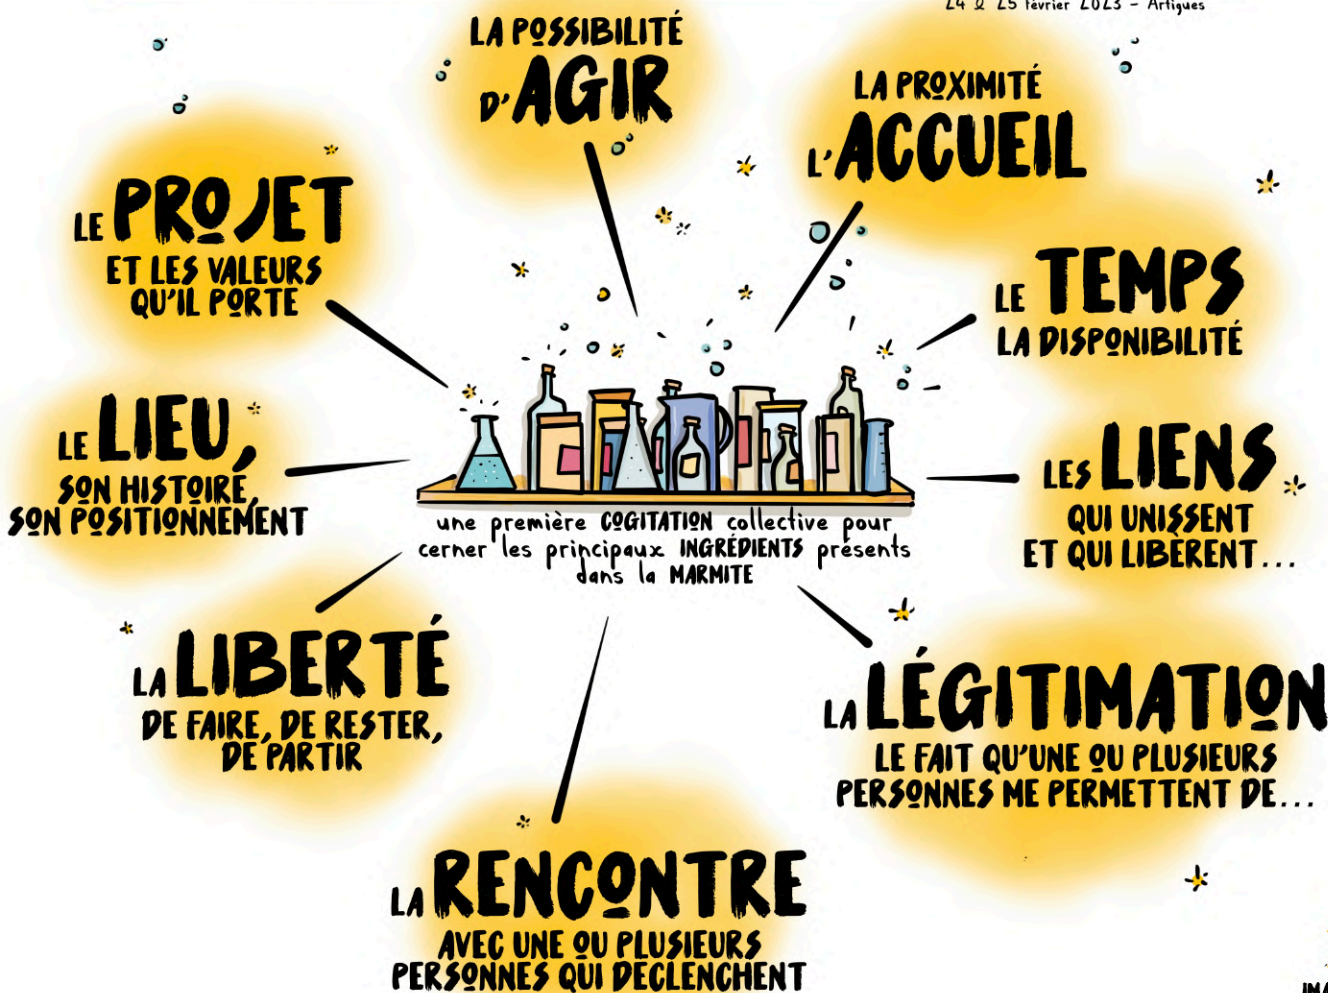 24 & 25 février 2023 - Artigues
LA POSSIBILITÉ
D'AGIR
LA PROXIMITÉ
L'ACCUEIL
LE PROJET
ET LES VALEURS
QU'IL PORTE
LE TEMPS
LA DISPONIBILITÉ
LE LIEU,
SON HISTOIRE,
SON POSITIONNEMENT
LES LIENS
QUI UNISSENT
ET QUI LIBÈRENT...
une première COGITATION collective pour
cerner les principaux INGRÉDIENTS présents
dans la MARMITE
LA LIBERTÉ
DE FAIRE, DE RESTER,
DE PARTIR
LA LÉGITIMATION
LE FAIT QU'UNE OU PLUSIEURS
PERSONNES ME PERMETTENT DE...
LA RENCONTRE
AVEC UNE OU PLUSIEURS
PERSONNES QUI DÉCLENCHENT